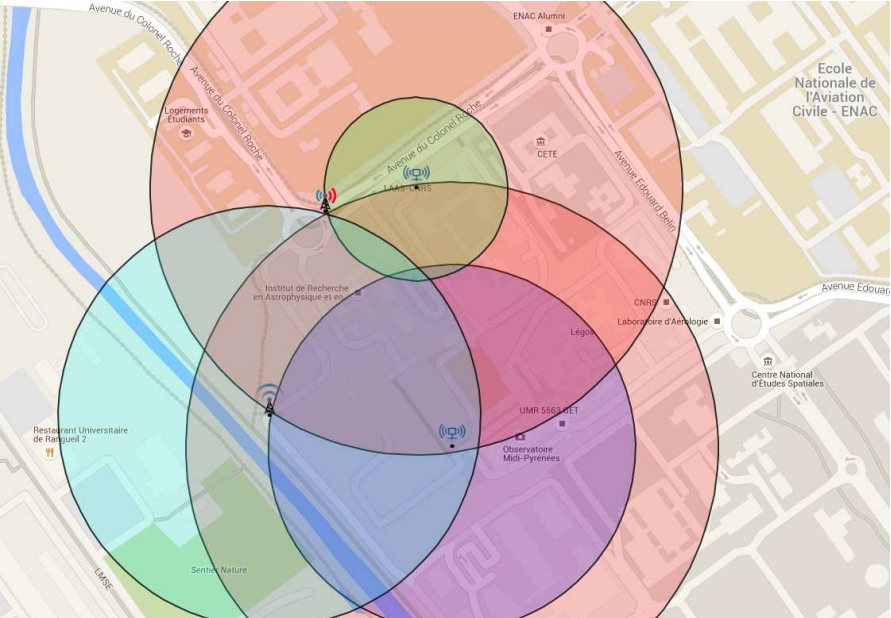 Avenue du Colonel Roche
ENAC Alumni
Ecole
Nationale de
l'Aviation
Civile - ENAC
Avenue du Colonel Roche
Logements
Étudiants
Avenue du Colonel Roche
CETE
Avenue Edouard Belin
LAAS-CNRS
Institut de Recherche
en Astrophysique et en
CNRS
Avenue Edouar
Laboratoire d'Aérologie
Légos
Centre National
d'Études Spatiales
UMR 5563 GET
Restaurant Universitaire
de Rangueil 2
Observatoire
Midi-Pyrénées
Sentier Nature
LMSE